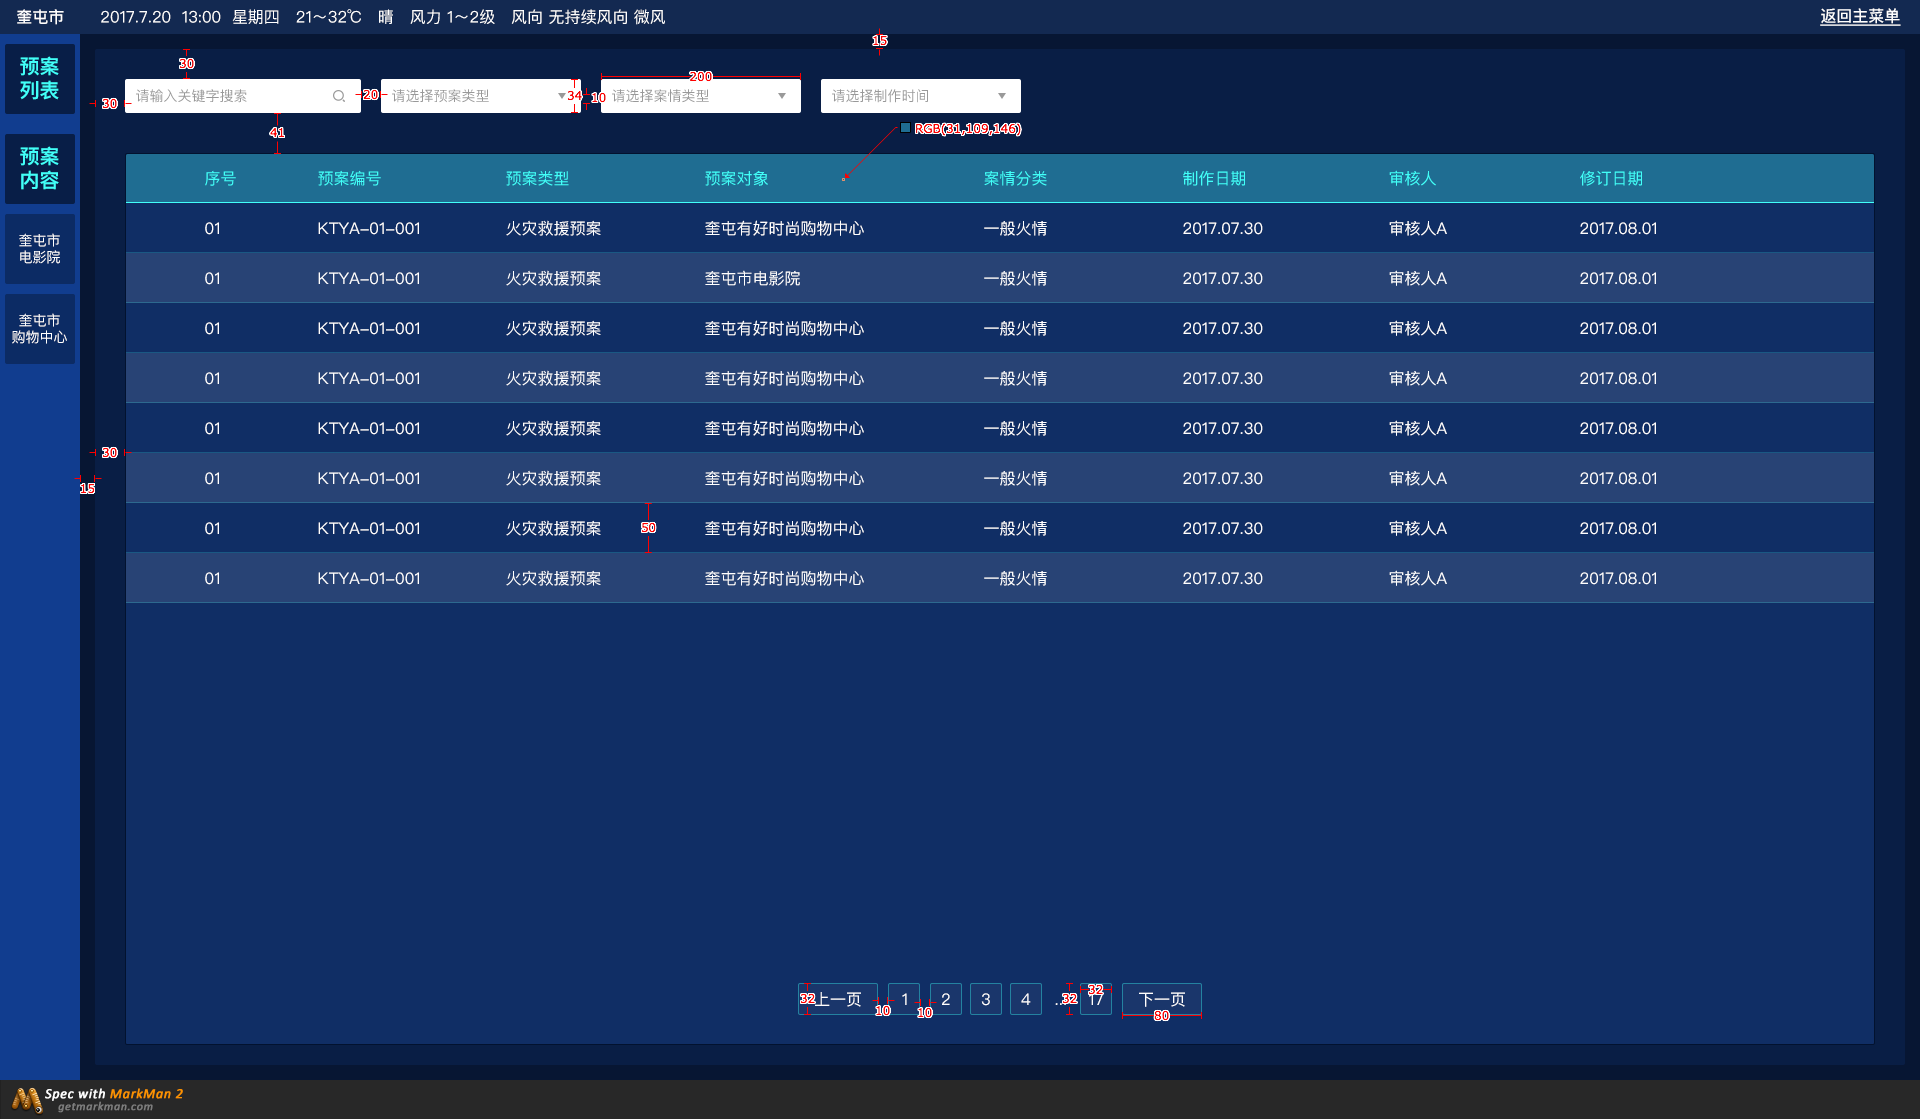 奎屯市 2017.7.20 13:00 星期四 21～32℃ 晴 风力 1～2级 风向 无持续风向 微风 返回主菜单
15
预案
列表
30
30
请输入关键字搜索
20
请选择预案类型
34
10
200
请选择案情类型
请选择制作时间
41
RGB(31,109,146)
预案
内容
奎屯市
电影院
奎屯市
购物中心
序号 预案编号 预案类型 预案对象 案情分类 制作日期 审核人 修订日期
01 KTYA-01-001 火灾救援预案 奎屯有好时尚购物中心 一般火情 2017.07.30 审核人A 2017.08.01
01 KTYA-01-001 火灾救援预案 奎屯市电影院 一般火情 2017.07.30 审核人A 2017.08.01
01 KTYA-01-001 火灾救援预案 奎屯有好时尚购物中心 一般火情 2017.07.30 审核人A 2017.08.01
01 KTYA-01-001 火灾救援预案 奎屯有好时尚购物中心 一般火情 2017.07.30 审核人A 2017.08.01
01 KTYA-01-001 火灾救援预案 奎屯有好时尚购物中心 一般火情 2017.07.30 审核人A 2017.08.01
30
15
01 KTYA-01-001 火灾救援预案 奎屯有好时尚购物中心 一般火情 2017.07.30 审核人A 2017.08.01
01 KTYA-01-001 火灾救援预案 50 奎屯有好时尚购物中心 一般火情 2017.07.30 审核人A 2017.08.01
01 KTYA-01-001 火灾救援预案 奎屯有好时尚购物中心 一般火情 2017.07.30 审核人A 2017.08.01
32 上一页 10 1 10 2 3 4 ... 32 32 17 下一页 80
Spec with MarkMan 2
getmarkman.com